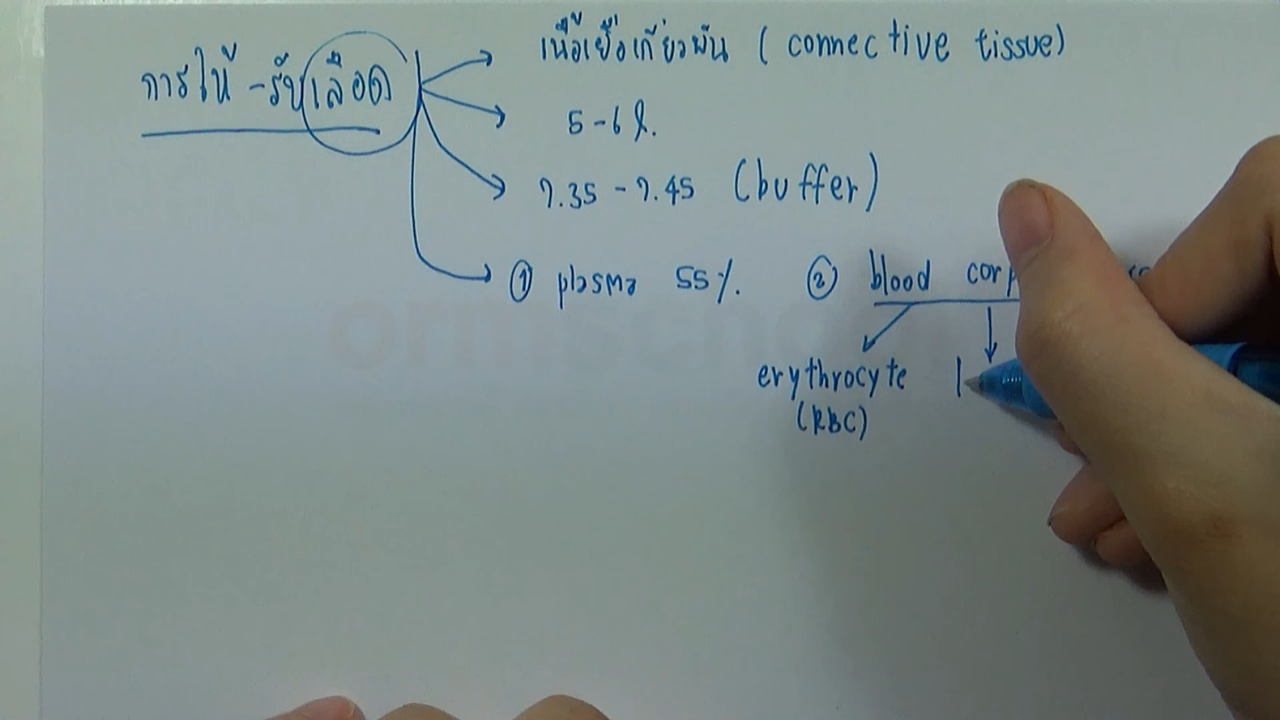 การให้ -รับเลือด
เนื้อเยื่อเกี่ยวพัน ( connective tissue)
5-6 l.
7.35 - 7.45 (buffer)
① plasma 55%. ② blood
erythrocyte
(RBC)